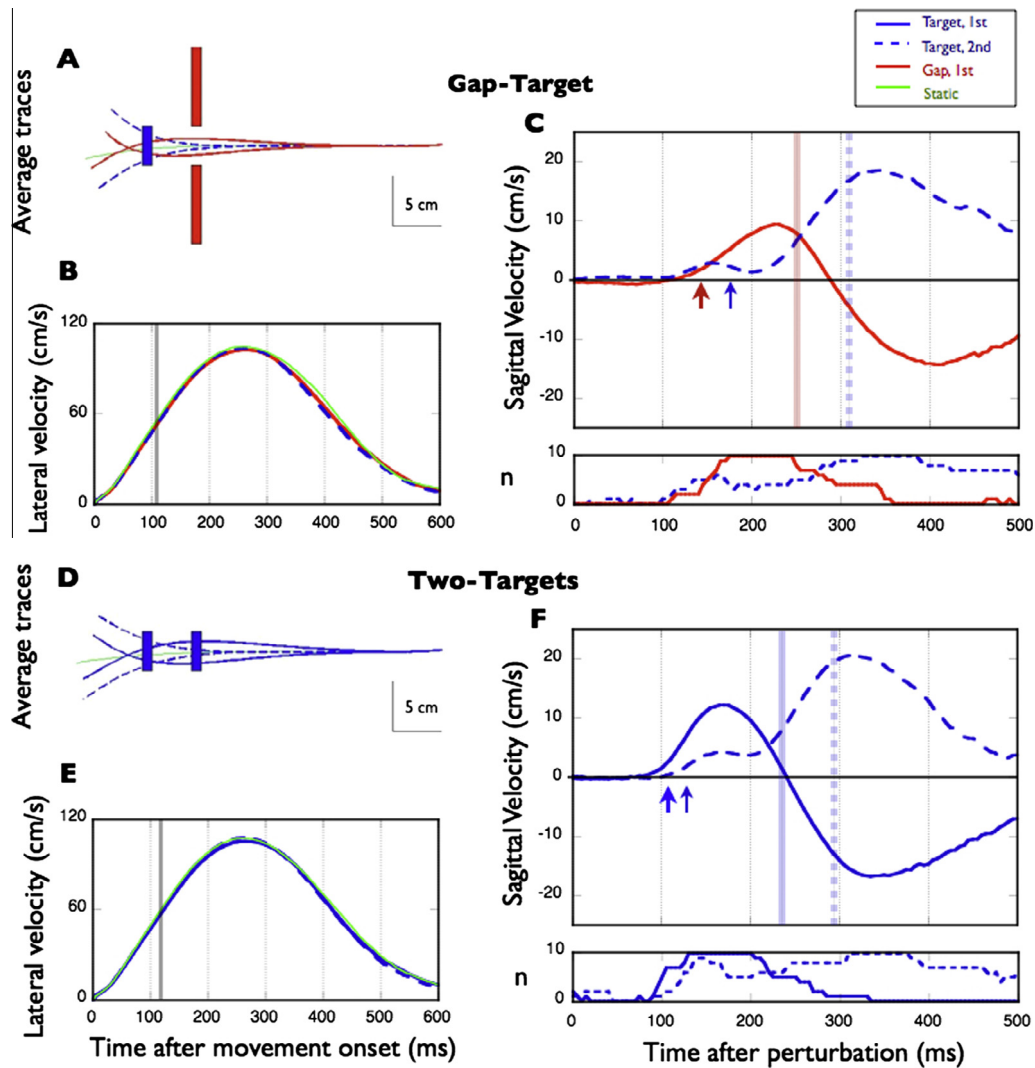 Target, 1st
Target, 2nd
Gap, 1st
Static
Gap-Target
A
Average traces
5 cm
B
Lateral velocity (cm/s)
120
60
0
0 100 200 300 400 500 600
C
Sagittal Velocity (cm/s)
20
10
0
-10
-20
n
10
0
0 100 200 300 400 500
Two-Targets
D
Average traces
5 cm
E
Lateral velocity (cm/s)
120
60
0
0 100 200 300 400 500 600
Time after movement onset (ms)
F
Sagittal Velocity (cm/s)
20
10
0
-10
-20
n
10
0
0 100 200 300 400 500
Time after perturbation (ms)